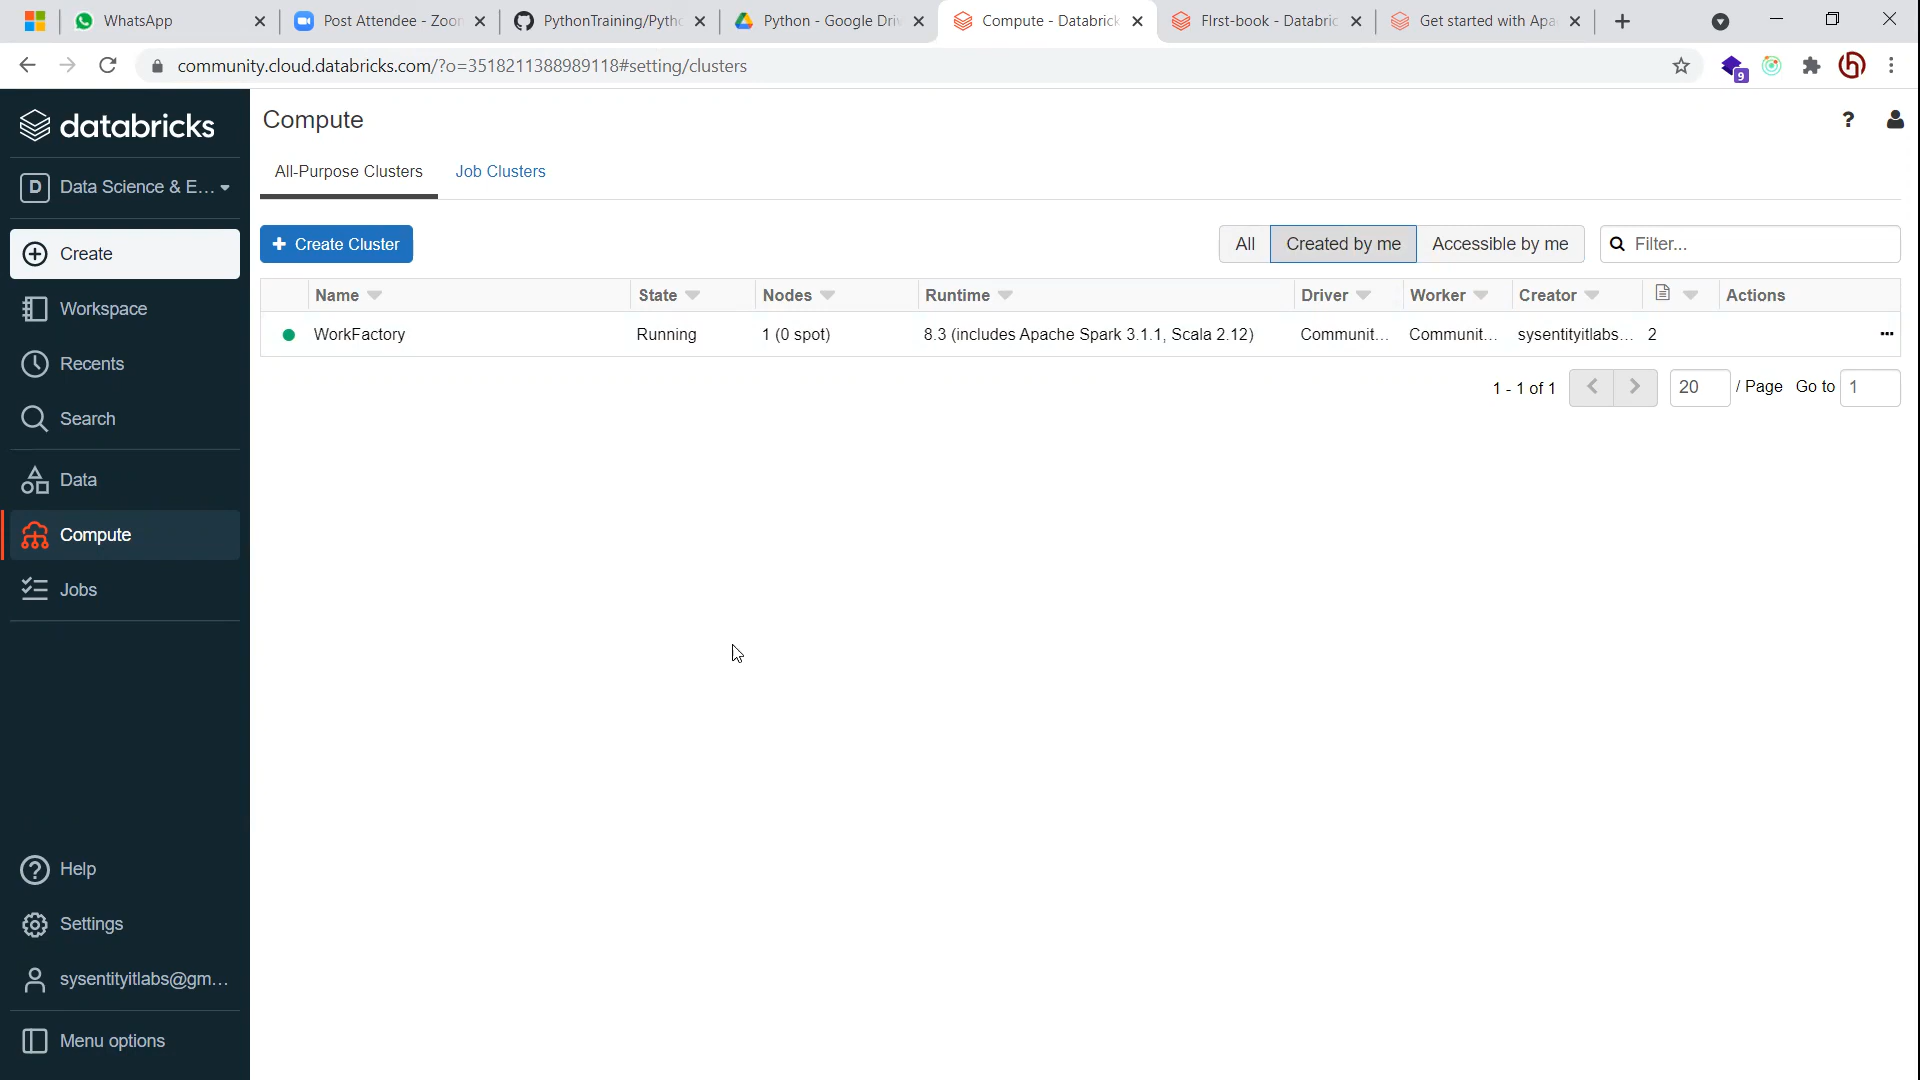 WhatsApp
Post Attendee - Zoon
PythonTraining/Pytho
Python - Google Driv
Compute - Databrick
FIrst-book - Databric
Get started with Apa
community.cloud.databricks.com/?o=3518211388989118#setting/clusters
9
databricks
Compute
?
All-Purpose Clusters
Job Clusters
D
Data Science & E...
Create
+ Create Cluster
All
Created by me
Accessible by me
Filter...
Name
State
Nodes
Runtime
Driver
Worker
Creator
Actions
WorkFactory
Running
1 (0 spot)
8.3 (includes Apache Spark 3.1.1, Scala 2.12)
Communit...
Communit...
sysentityitlabs...
2
1 - 1 of 1
20
/ Page
Go to
1
Workspace
Recents
Search
Data
Compute
Jobs
Help
Settings
sysentityitlabs@gm...
Menu options